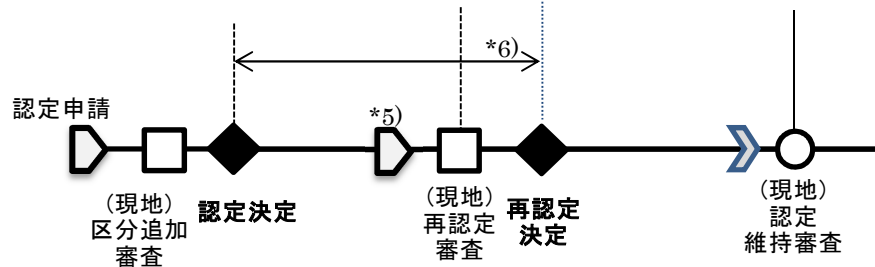 *6)
認定申請
*5)
(現地)
区分追加
審査
認定決定
(現地)
再認定
審査
再認定
決定
(現地)
認定
維持審査